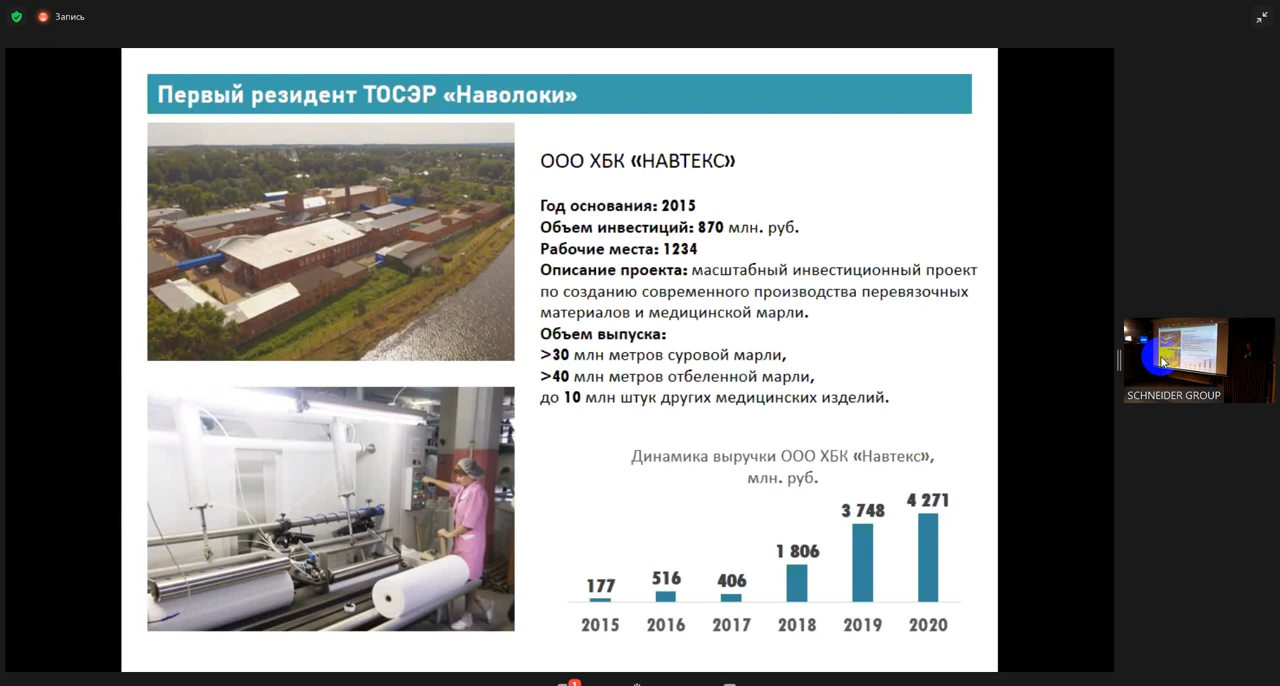 Запись
Первый резидент ТОСЭР «Наволоки»
ООО ХБК «НАВТЕКС»
Год основания: 2015
Объем инвестиций: 870 млн. руб.
Рабочие места: 1234
Описание проекта: масштабный инвестиционный проект
по созданию современного производства перевязочных
материалов и медицинской марли.
Объем выпуска:
>30 млн метров суровой марли,
>40 млн метров отбеленной марли,
до 10 млн штук других медицинских изделий.
Динамика выручки ООО ХБК «Навтекс»,
млн. руб.
177
516
406
1 806
3 748
4 271
2015
2016
2017
2018
2019
2020
SCHNEIDER GROUP
1